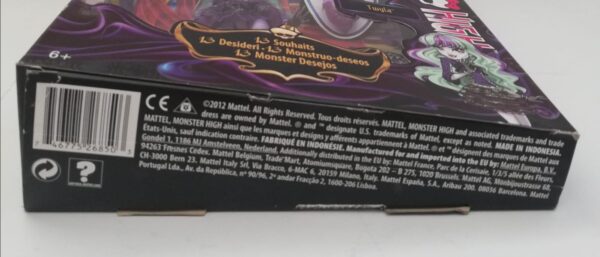 Twyla
HIGH
13 Souhaits
13 Desideri - 13 Monstruo-deseos
13 Monster Desejos
6+
CE ©2012 Mattel. All Rights Reserved. Tous droits réservés. MATTEL, MONSTER HIGH and associated trademarks and trade
dress are owned by Mattel. ® and ™ designate U.S. trademarks of Mattel, except as noted. MADE IN INDONESIA.
MATTEL, MONSTER HIGH ainsi que les marques et designs y afférents appartiennent à Mattel. ® et ™ désignent des marques de Mattel aux
États-Unis, sauf indication contraire. FABRIQUÉ EN INDONÉSIE. Manufactured for and imported into the EU by: Mattel Europa, B.V.,
Gondel 1, 1186 MJ Amstelveen, Nederland. Additionally distributed in the EU by: Mattel France, Parc de la Cerisaie, 1/3/5 allée des Fleurs,
94263 Fresnes Cedex. Mattel Belgium, Trade Mart, Atomiumsquare, Bogota 202 - B 275, 1020 Brussels. Mattel AG, Monbijoustrasse 68,
CH-3000 Bern 23. Mattel Italy Srl, Via Bracco, 6-MAC 6, 20159 Milano, Italy. Mattel España, S.A., Aribau 200. 08036 Barcelona. Mattel
Portugal Lda., Av. da República, nº 90/96, 2º andar Fracção 2, 1600-206 Lisboa.
7 46775 26850 3
?